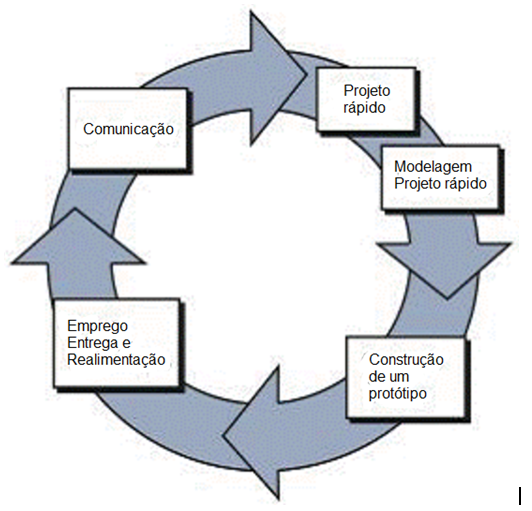 Comunicação
Projeto
rápido
Modelagem
Projeto rápido
Construção
de um
protótipo
Emprego
Entrega e
Realimentação